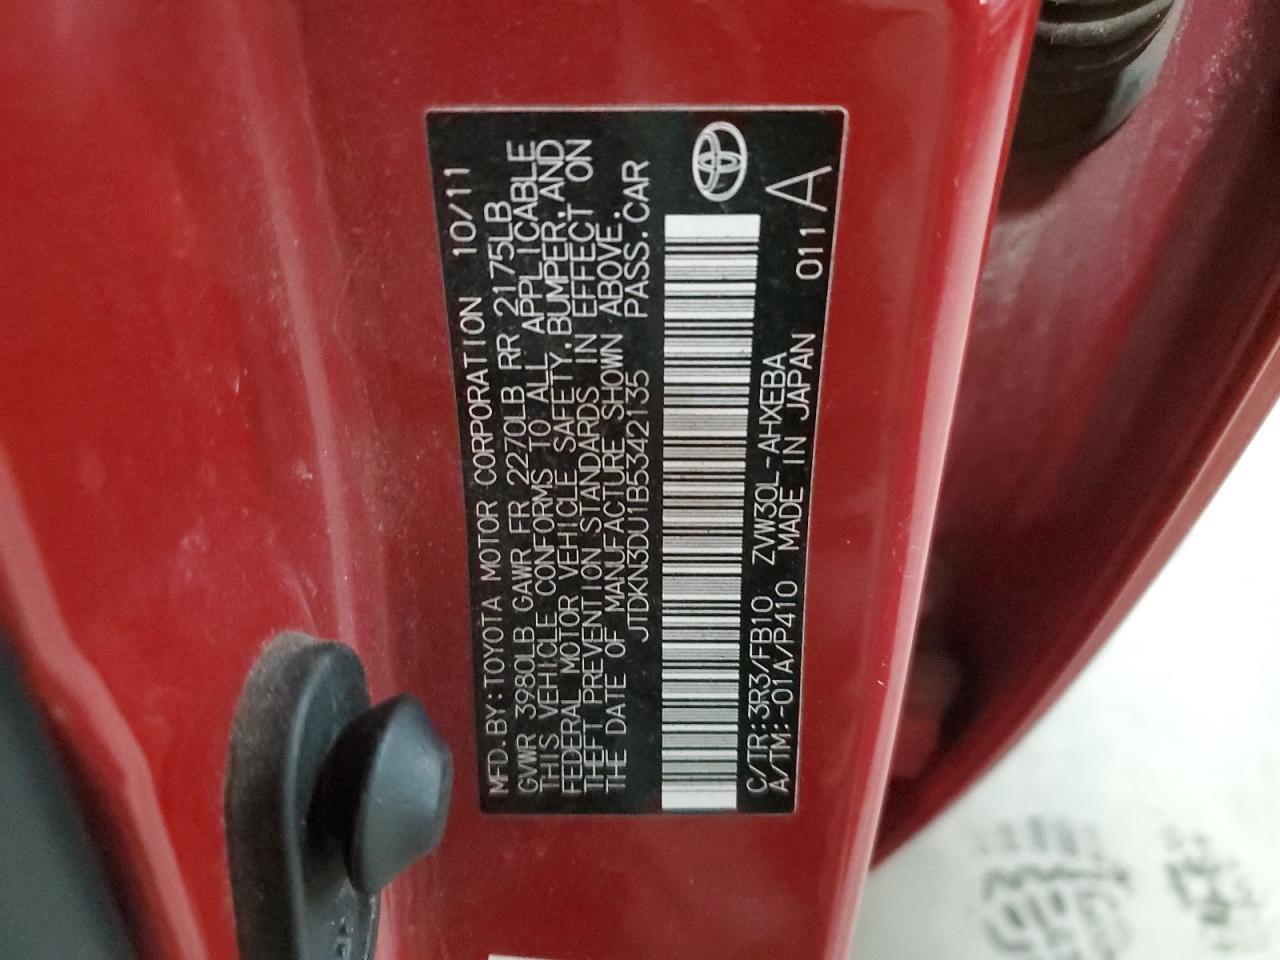 MFD.BY:TOYOTA MOTOR CORPORATION 10/11
GVWR 3980LB GAWR FR 2270LB RR 2175LB
THIS VEHICLE CONFORMS TO ALL APPLICABLE
FEDERAL MOTOR VEHICLE SAFETY,BUMPER,AND
THEFT PREVENTION STANDARDS IN EFFECT ON
THE DATE OF MANUFACTURE SHOWN ABOVE.
JTDKN3DU1B5342135 PASS.CAR
C/TR:3R3/FB10 ZVW30L-AHXEBA
A/TM:-01A/P410 MADE IN JAPAN 011 A